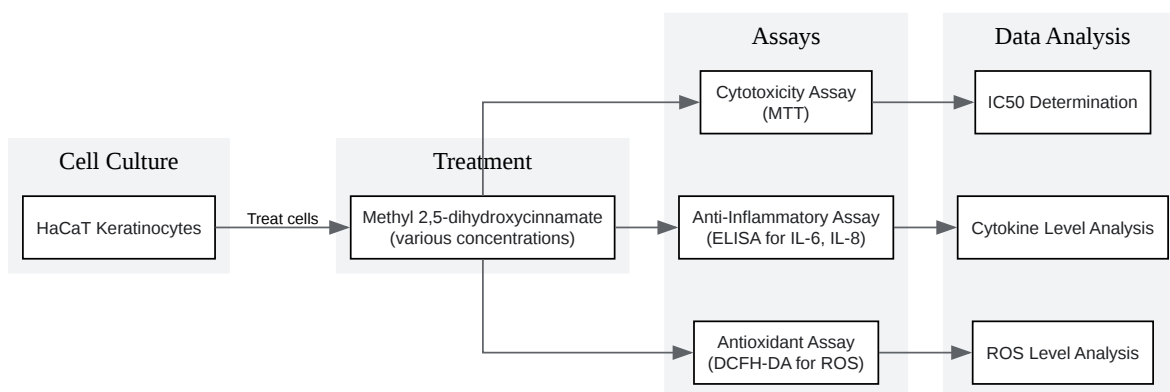 Cell Culture
HaCaT Keratinocytes
Treat cells
Treatment
Methyl 2,5-dihydroxycinnamate
(various concentrations)
Assays
Cytotoxicity Assay
(MTT)
Anti-Inflammatory Assay
(ELISA for IL-6, IL-8)
Antioxidant Assay
(DCFH-DA for ROS)
Data Analysis
IC50 Determination
Cytokine Level Analysis
ROS Level Analysis